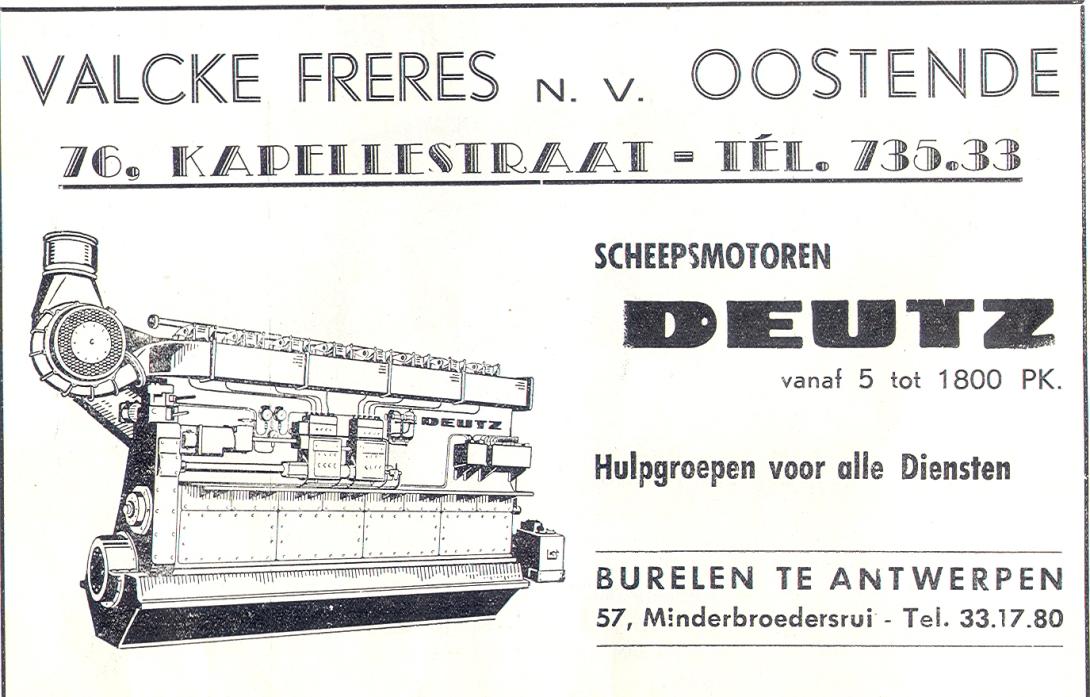 VALCKE FRERES N. V. OOSTENDE
76, KAPELLESTRAAT = TÉL. 735.33
SCHEEPSMOTOREN
DEUTZ
vanaf 5 tot 1800 PK.
DEUTZ
Hulpgroepen voor alle Diensten
BURELEN TE ANTWERPEN
57, Minderbroedersrui - Tel. 33.17.80